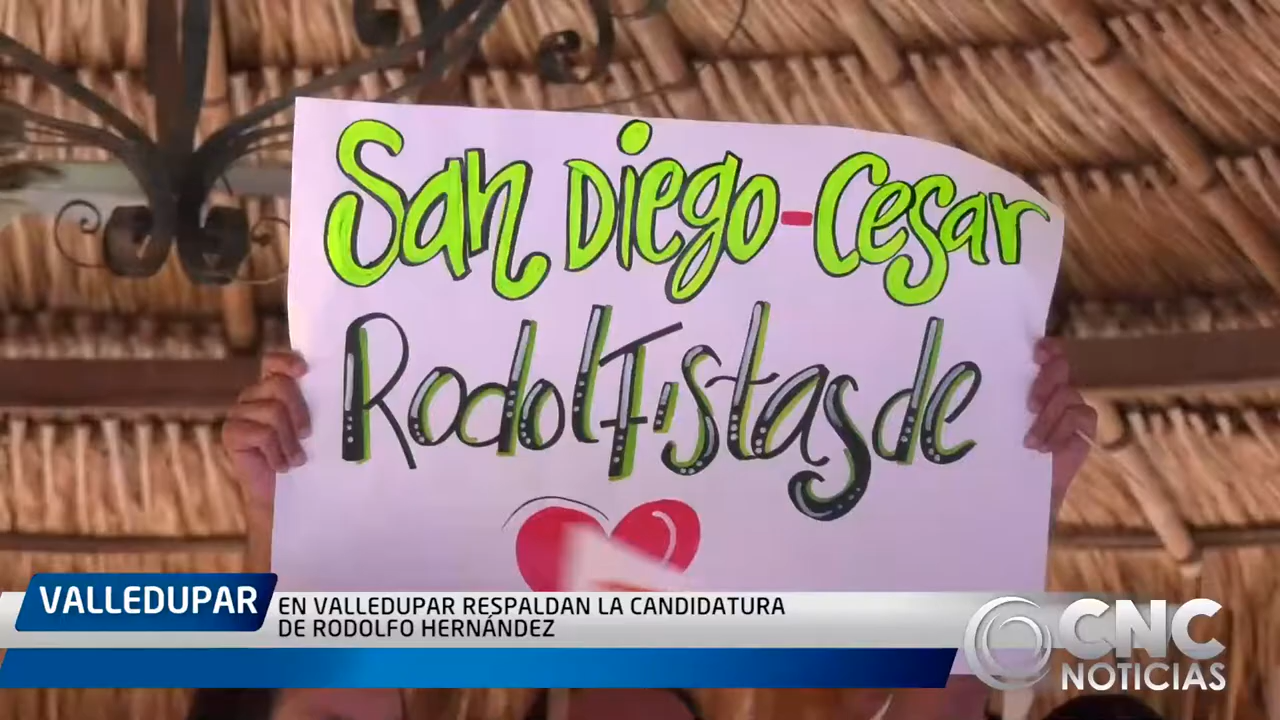 San Diego-Cesar
Rodolfistas de
VALLEDUPAR
EN VALLEDUPAR RESPALDAN LA CANDIDATURA
DE RODOLFO HERNÁNDEZ
CNC
NOTICIAS